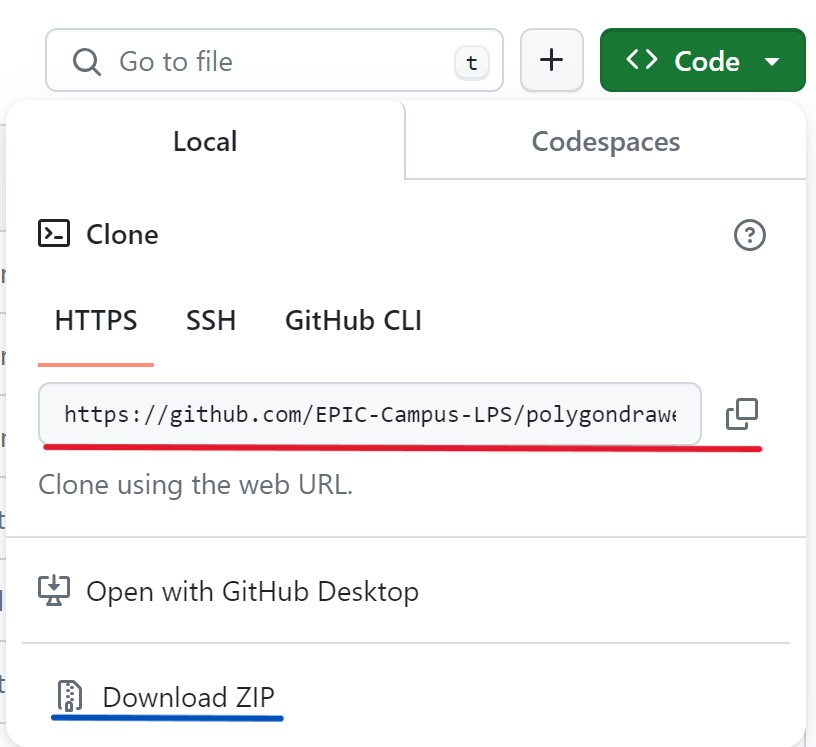 Go to file t + Code
Local Codespaces
Clone
HTTPS SSH GitHub CLI
https://github.com/EPIC-Campus-LPS/polygondrawe
Clone using the web URL.
Open with GitHub Desktop
Download ZIP